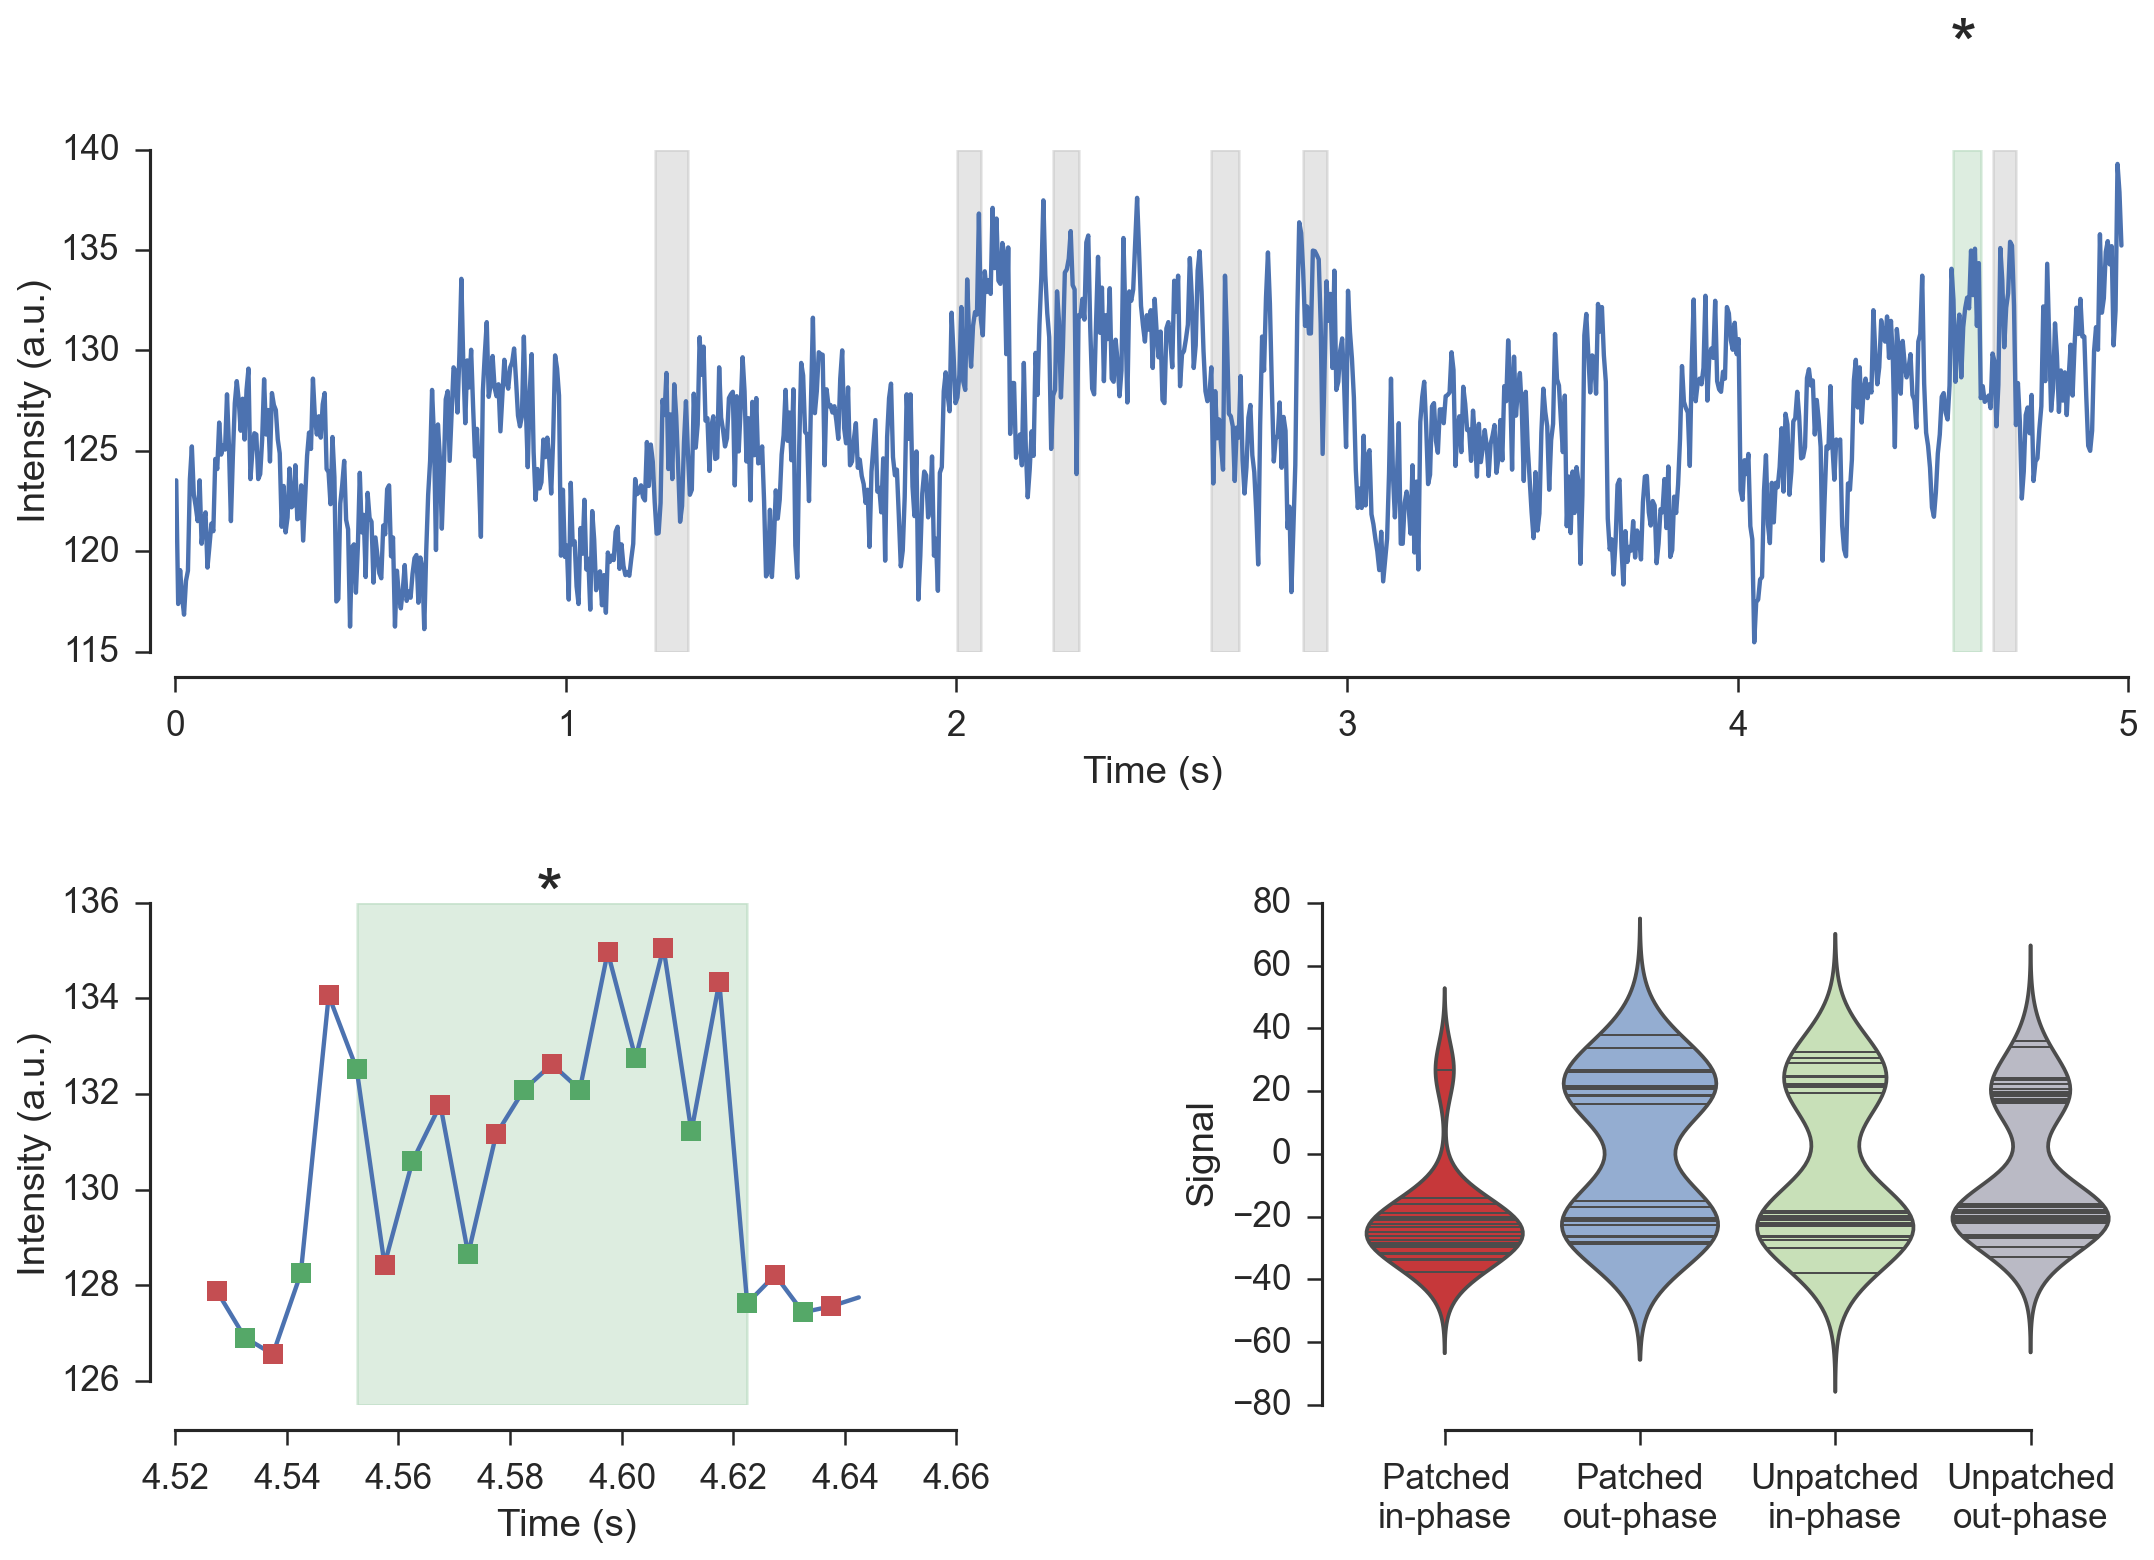 *
140
135
130
125
120
115
Intensity (a.u.)
0 1 2 3 4 5
Time (s)
*
136
134
132
130
128
126
Intensity (a.u.)
4.52 4.54 4.56 4.58 4.60 4.62 4.64 4.66
Time (s)
80
60
40
20
0
−20
−40
−60
−80
Signal
Patched in-phase
Patched out-phase
Unpatched in-phase
Unpatched out-phase